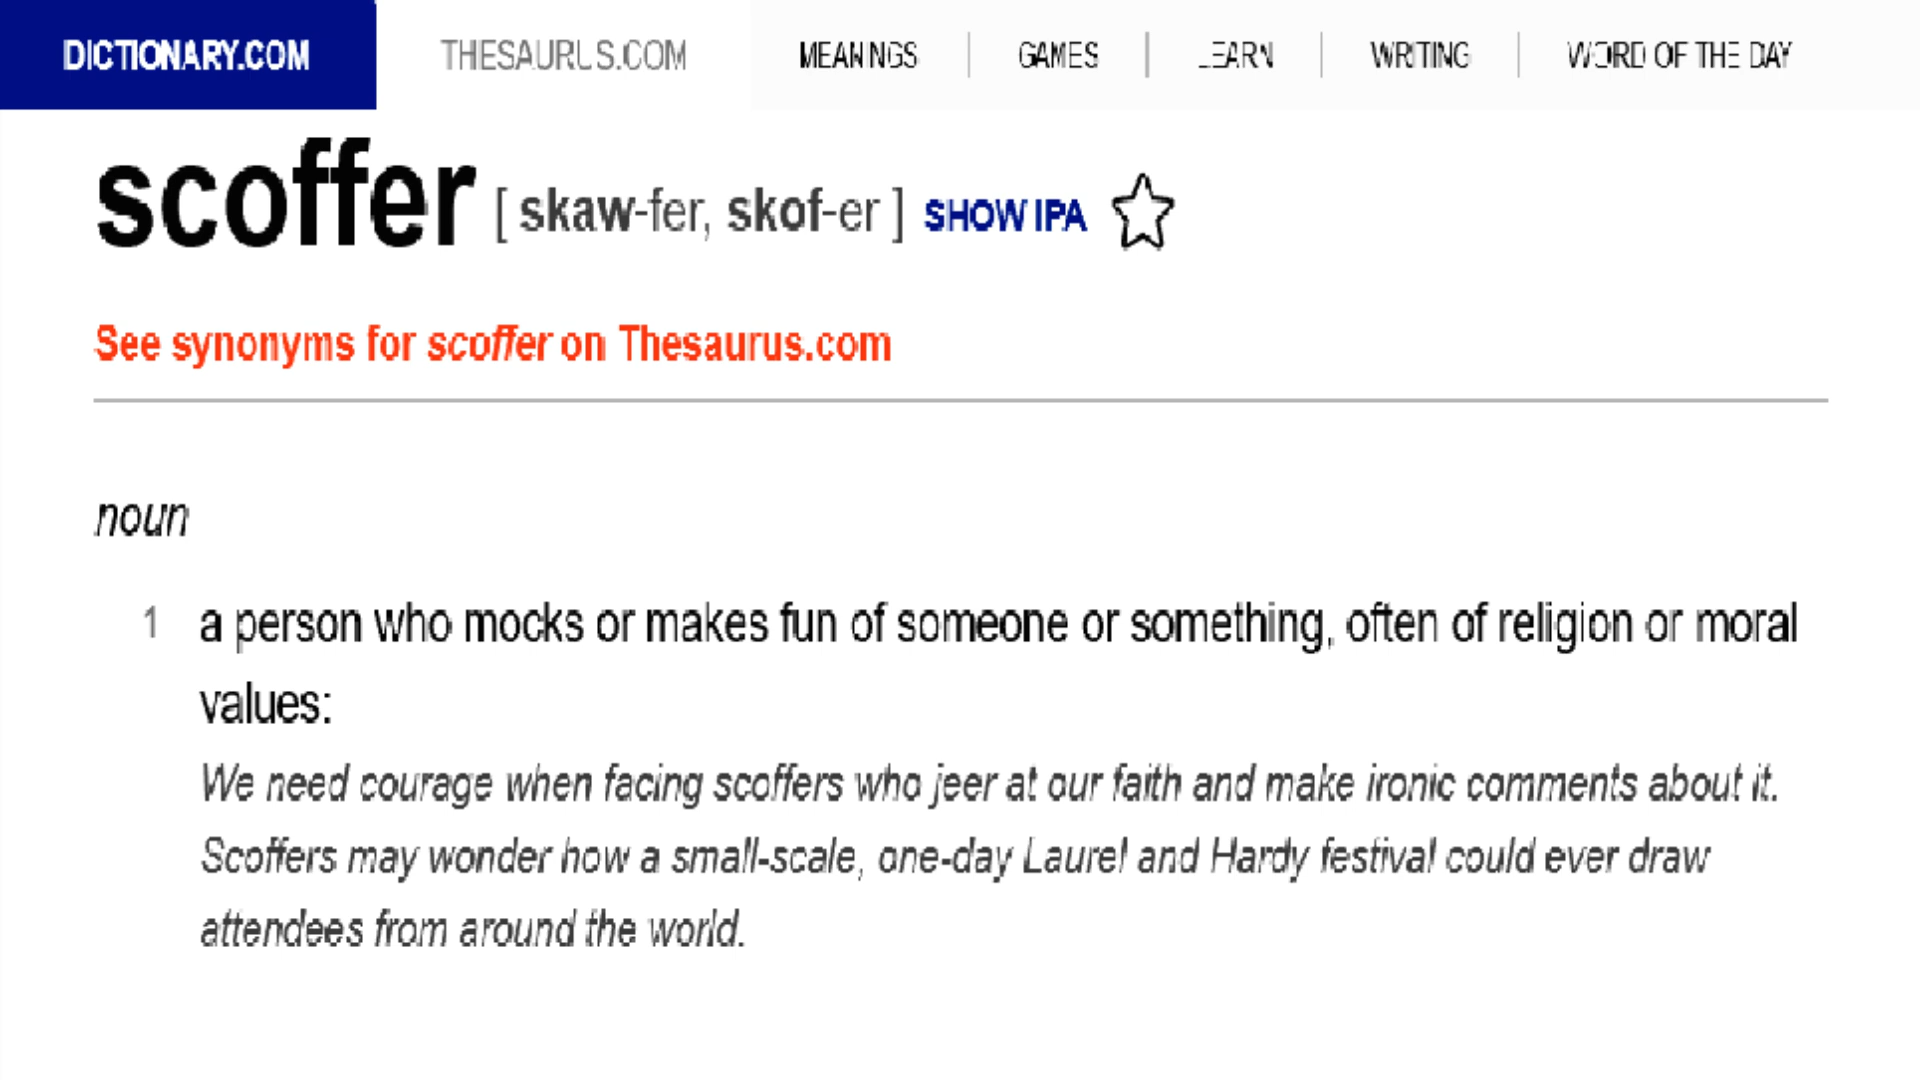 DICTIONARY.COM THESAURUS.COM MEANINGS GAMES LEARN WRITING WORD OF THE DAY
scoffer [ skaw-fer, skof-er ] SHOW IPA
See synonyms for scoffer on Thesaurus.com
noun
1 a person who mocks or makes fun of someone or something, often of religion or moral
values:
We need courage when facing scoffers who jeer at our faith and make ironic comments about it.
Scoffers may wonder how a small-scale, one-day Laurel and Hardy festival could ever draw
attendees from around the world.